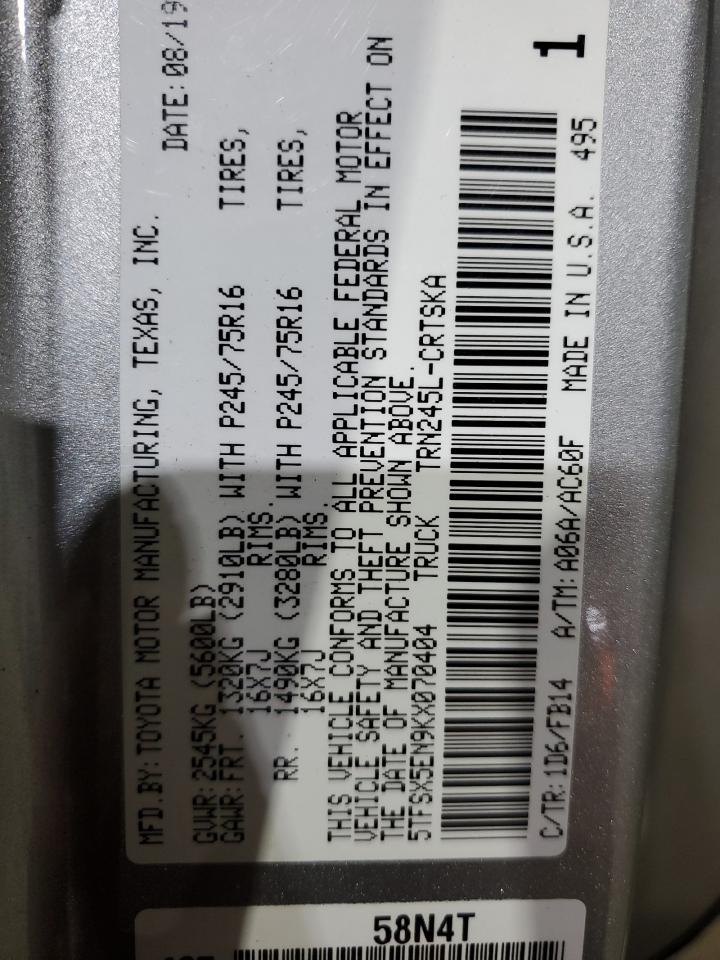 MFD.BY:TOYOTA MOTOR MANUFACTURING, TEXAS, INC.
DATE:08/19
GVWR:2545KG (5600LB)
GAWR:FRT. 1320KG (2910LB) WITH P245/75R16 TIRES,
16X7J RIMS.
RR. 1490KG (3280LB) WITH P245/75R16 TIRES,
16X7J RIMS.
THIS VEHICLE CONFORMS TO ALL APPLICABLE FEDERAL MOTOR
VEHICLE SAFETY AND THEFT PREVENTION STANDARDS IN EFFECT ON
THE DATE OF MANUFACTURE SHOWN ABOVE.
5TFSX5EN9KX070404 TRUCK TRN245L-CRTSKA
1
C/TR:1D6/FB14 A/TM:A06A/AC60F MADE IN U.S.A. 495
58N4T